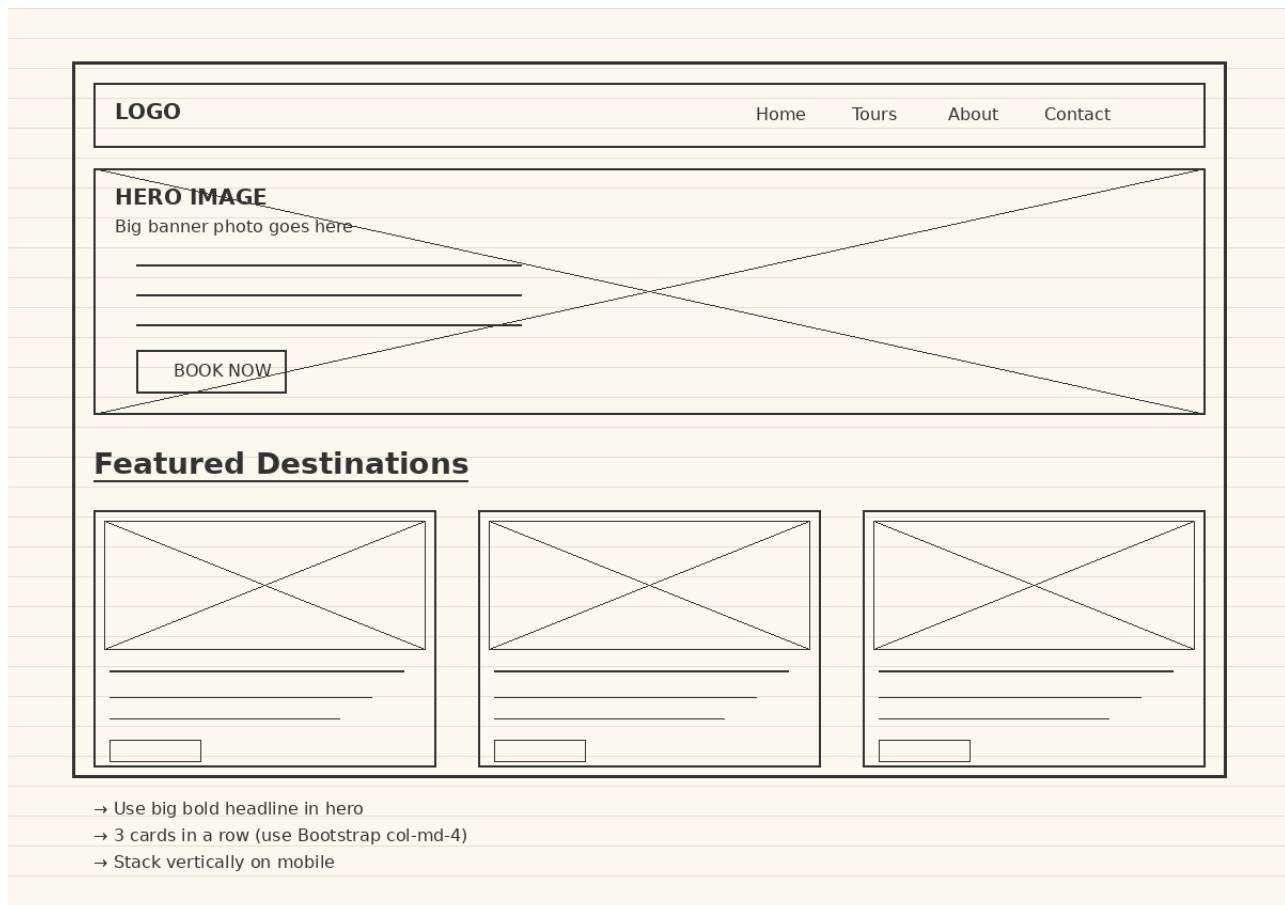 LOGO
Home Tours About Contact
HERO IMAGE
Big banner photo goes here
BOOK NOW
Featured Destinations
→ Use big bold headline in hero
→ 3 cards in a row (use Bootstrap col-md-4)
→ Stack vertically on mobile